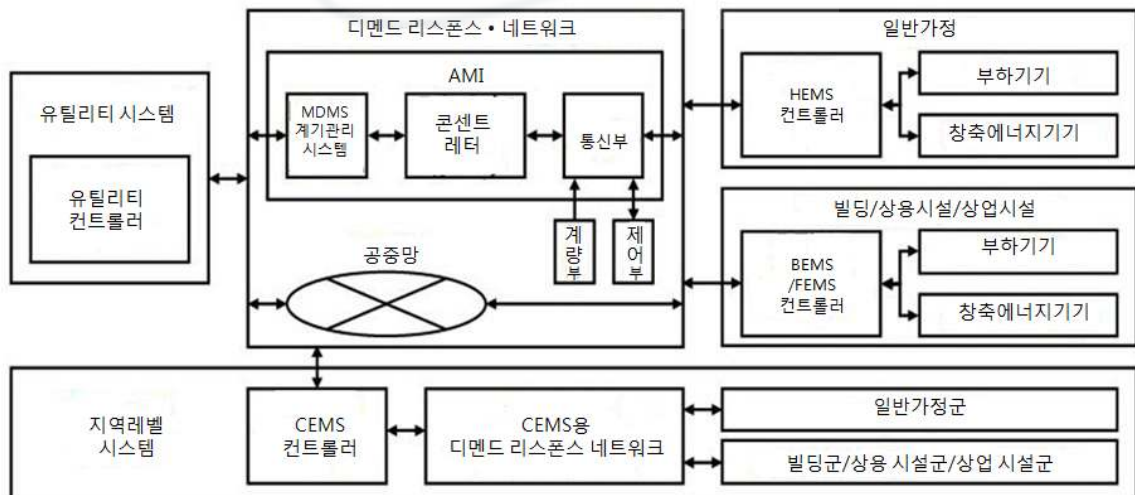 디멘드 리스폰스 • 네트워크
AMI
MDMS
계기관리
시스템
콘센트
레터
통신부
계량부
제어부
공중망
유틸리티 시스템
유틸리티
컨트롤러
일반가정
HEMS
컨트롤러
부하기기
창축에너지기기
빌딩/상용시설/상업시설
BEMS
/FEMS
컨트롤러
부하기기
창축에너지기기
지역레벨
시스템
CEMS
컨트롤러
CEMS용
디멘드 리스폰스 네트워크
일반가정군
빌딩군/상용 시설군/상업 시설군